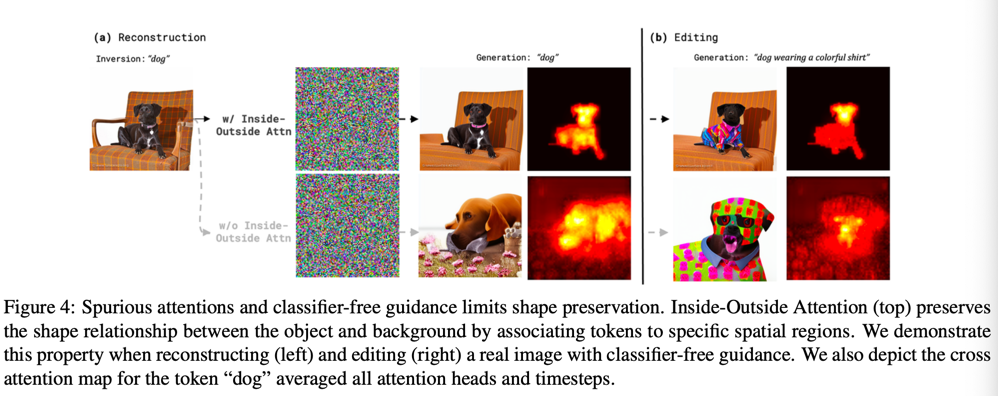 (a) Reconstruction
(b) Editing
Inversion: "dog"
Generation: "dog"
Generation: "dog wearing a colorful shirt"
w/ Inside-
Outside Attn
w/o Inside-
Outside Attn
Figure 4: Spurious attentions and classifier-free guidance limits shape preservation. Inside-Outside Attention (top) preserves
the shape relationship between the object and background by associating tokens to specific spatial regions. We demonstrate
this property when reconstructing (left) and editing (right) a real image with classifier-free guidance. We also depict the cross
attention map for the token “dog” averaged all attention heads and timesteps.